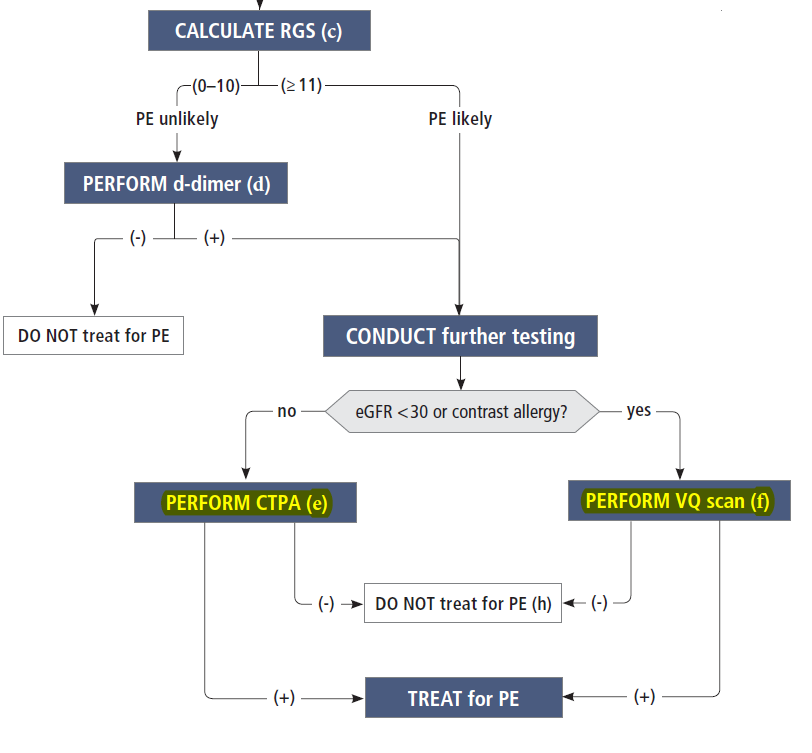 CALCULATE RGS (c)
(0–10)
(≥ 11)
PE unlikely
PE likely
PERFORM d-dimer (d)
(-)
(+)
DO NOT treat for PE
CONDUCT further testing
no
eGFR <30 or contrast allergy?
yes
PERFORM CTPA (e)
PERFORM VQ scan (f)
(-)
DO NOT treat for PE (h)
(-)
(+)
TREAT for PE
(+)